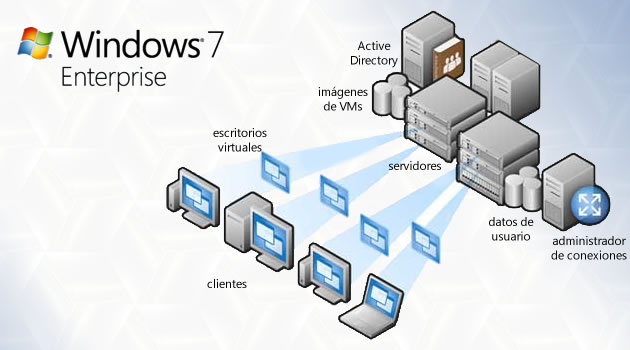 Windows 7
Enterprise
Active
Directory
imágenes
de VMs
escritorios
virtuales
servidores
datos de
usuario
administrador
de conexiones
clientes